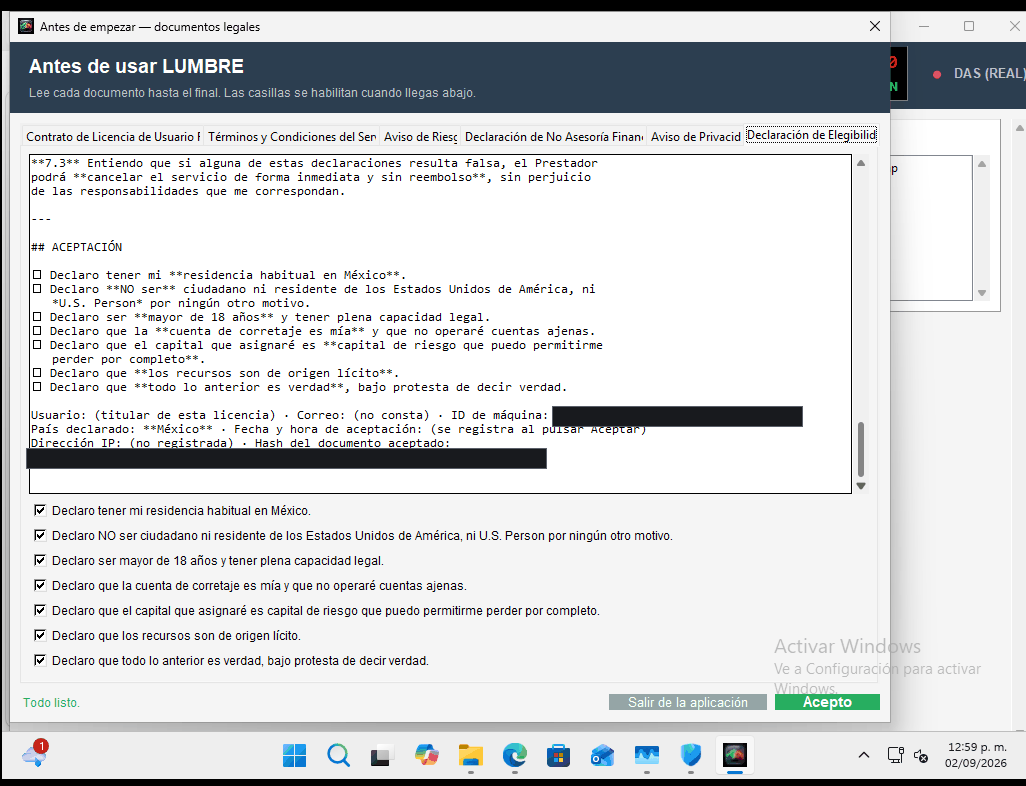 Antes de empezar — documentos legales
Antes de usar LUMBRE
Lee cada documento hasta el final. Las casillas se habilitan cuando llegas abajo.
DAS (REAL)
N
Contrato de Licencia de Usuario F
Términos y Condiciones del Ser
Aviso de Riesg
Declaración de No Asesoría Finan
Aviso de Privacid
Declaración de Elegibilid
p
**7.3** Entiendo que si alguna de estas declaraciones resulta falsa, el Prestador
podrá **cancelar el servicio de forma inmediata y sin reembolso**, sin perjuicio
de las responsabilidades que me correspondan.
---
## ACEPTACIÓN
☐ Declaro tener mi **residencia habitual en México**.
☐ Declaro **NO ser** ciudadano ni residente de los Estados Unidos de América, ni
*U.S. Person* por ningún otro motivo.
☐ Declaro ser **mayor de 18 años** y tener plena capacidad legal.
☐ Declaro que la **cuenta de corretaje es mía** y que no operaré cuentas ajenas.
☐ Declaro que el capital que asignaré es **capital de riesgo que puedo permitirme
perder por completo**.
☐ Declaro que **los recursos son de origen lícito**.
☐ Declaro que **todo lo anterior es verdad**, bajo protesta de decir verdad.
Usuario: (titular de esta licencia) · Correo: (no consta) · ID de máquina:
País declarado: **México** · Fecha y hora de aceptación: (se registra al pulsar Aceptar)
Dirección IP: (no registrada) · Hash del documento aceptado:
Declaro tener mi residencia habitual en México.
Declaro NO ser ciudadano ni residente de los Estados Unidos de América, ni U.S. Person por ningún otro motivo.
Declaro ser mayor de 18 años y tener plena capacidad legal.
Declaro que la cuenta de corretaje es mía y que no operaré cuentas ajenas.
Declaro que el capital que asignaré es capital de riesgo que puedo permitirme perder por completo.
Declaro que los recursos son de origen lícito.
Declaro que todo lo anterior es verdad, bajo protesta de decir verdad.
Activar Windows
Ve a Configuración para activar
Windows.
Todo listo.
Salir de la aplicación
Acepto
1
12:59 p. m.
02/09/2026